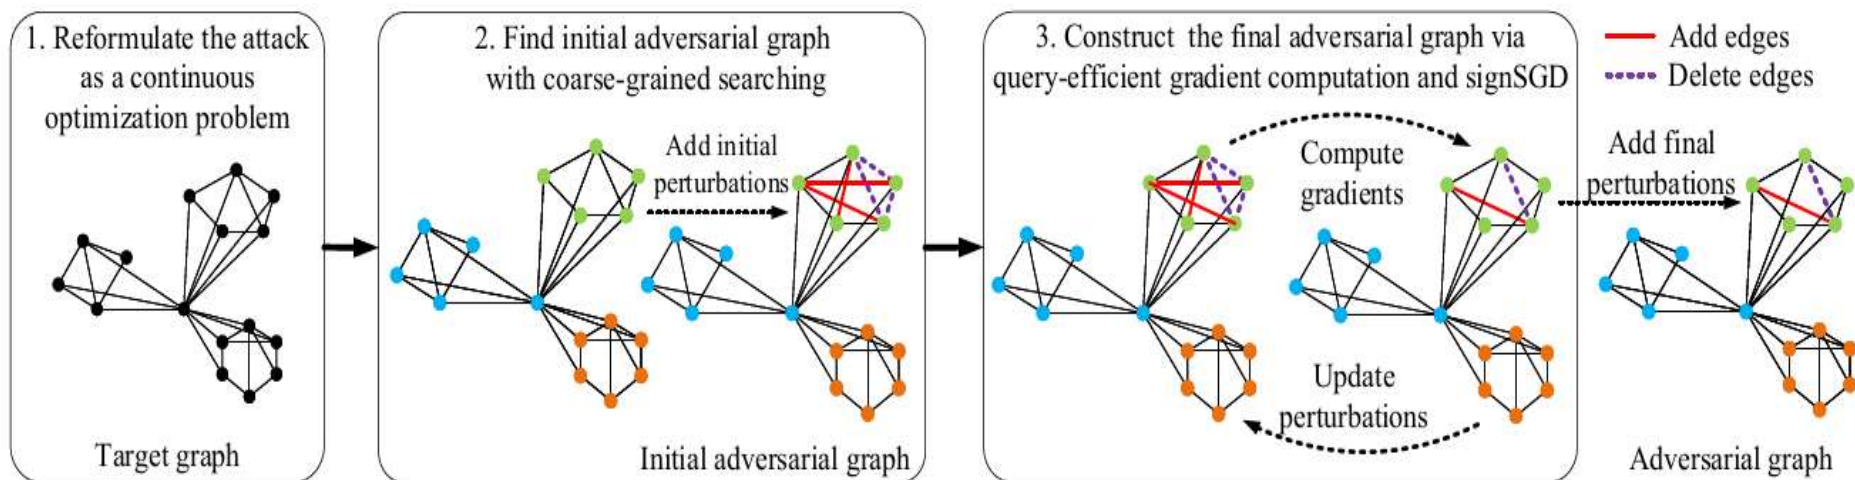 1. Reformulate the attack
as a continuous
optimization problem
Target graph
2. Find initial adversarial graph
with coarse-grained searching
Add initial
perturbations
Initial adversarial graph
3. Construct the final adversarial graph via
query-efficient gradient computation and signSGD
Compute
gradients
Update
perturbations
Add edges
Delete edges
Add final
perturbations
Adversarial graph